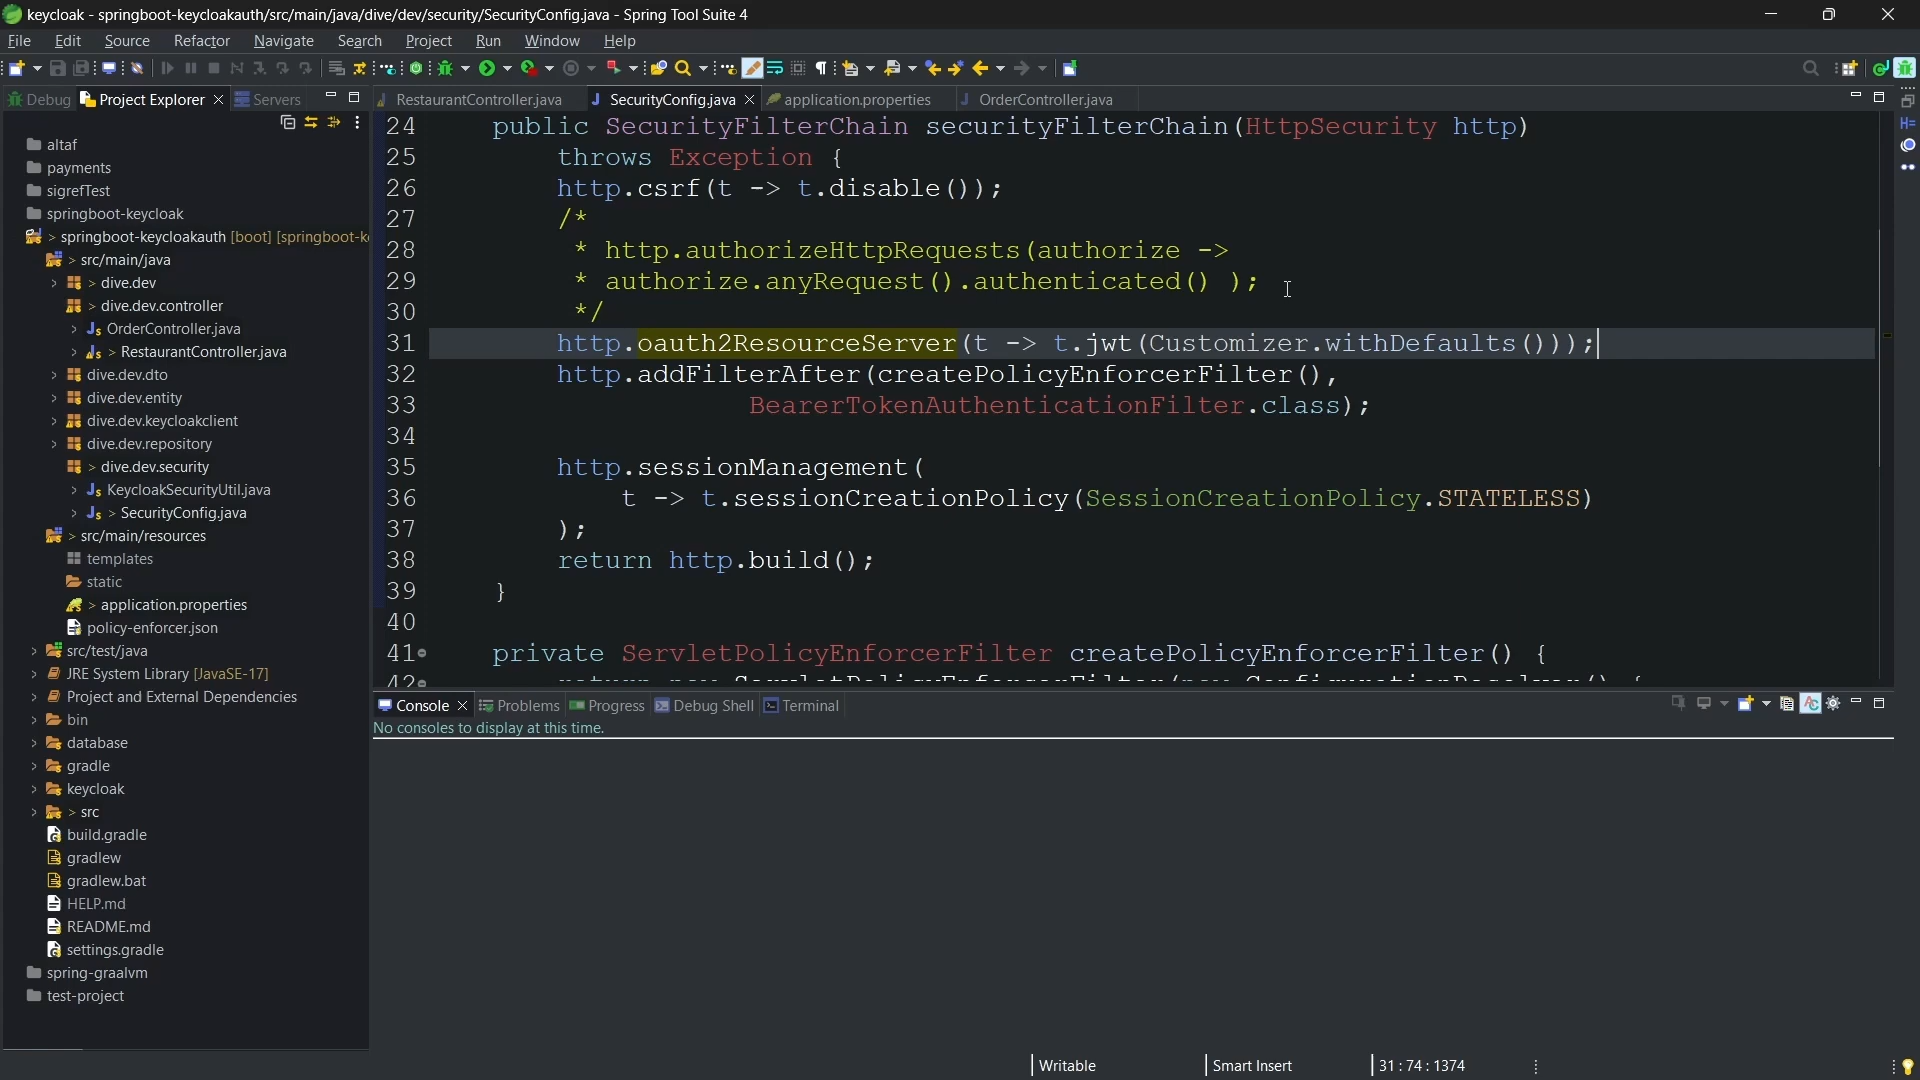 keycloak - springboot-keycloakauth/src/main/java/dive/dev/security/SecurityConfig.java - Spring Tool Suite 4
File Edit Source Refactor Navigate Search Project Run Window Help
Debug Project Explorer Servers
RestaurantController.java SecurityConfig.java application.properties OrderController.java
altaf
payments
sigrefTest
springboot-keycloak
> springboot-keycloakauth [boot] [springboot-k
> src/main/java
> dive.dev
> dive.dev.controller
OrderController.java
> RestaurantController.java
dive.dev.dto
dive.dev.entity
dive.dev.keycloakclient
dive.dev.repository
> dive.dev.security
KeycloakSecurityUtil.java
> SecurityConfig.java
> src/main/resources
templates
static
> application.properties
policy-enforcer.json
src/test/java
JRE System Library [JavaSE-17]
Project and External Dependencies
bin
database
gradle
keycloak
> src
build.gradle
gradlew
gradlew.bat
HELP.md
README.md
settings.gradle
spring-graalvm
test-project
24 public SecurityFilterChain securityFilterChain(HttpSecurity http)
25 throws Exception {
26 http.csrf(t -> t.disable());
27 /*
28 * http.authorizeHttpRequests(authorize ->
29 * authorize.anyRequest().authenticated() );
30 */
31 http.oauth2ResourceServer(t -> t.jwt(Customizer.withDefaults()));
32 http.addFilterAfter(createPolicyEnforcerFilter(),
33 BearerTokenAuthenticationFilter.class);
34
35 http.sessionManagement(
36 t -> t.sessionCreationPolicy(SessionCreationPolicy.STATELESS)
37 );
38 return http.build();
39 }
40
41 private ServletPolicyEnforcerFilter createPolicyEnforcerFilter() {
42 return new ServletPolicyEnforcerFilter(new ConfigurationResolver() {
Console Problems Progress Debug Shell Terminal
No consoles to display at this time.
Writable Smart Insert 31 : 74 : 1374